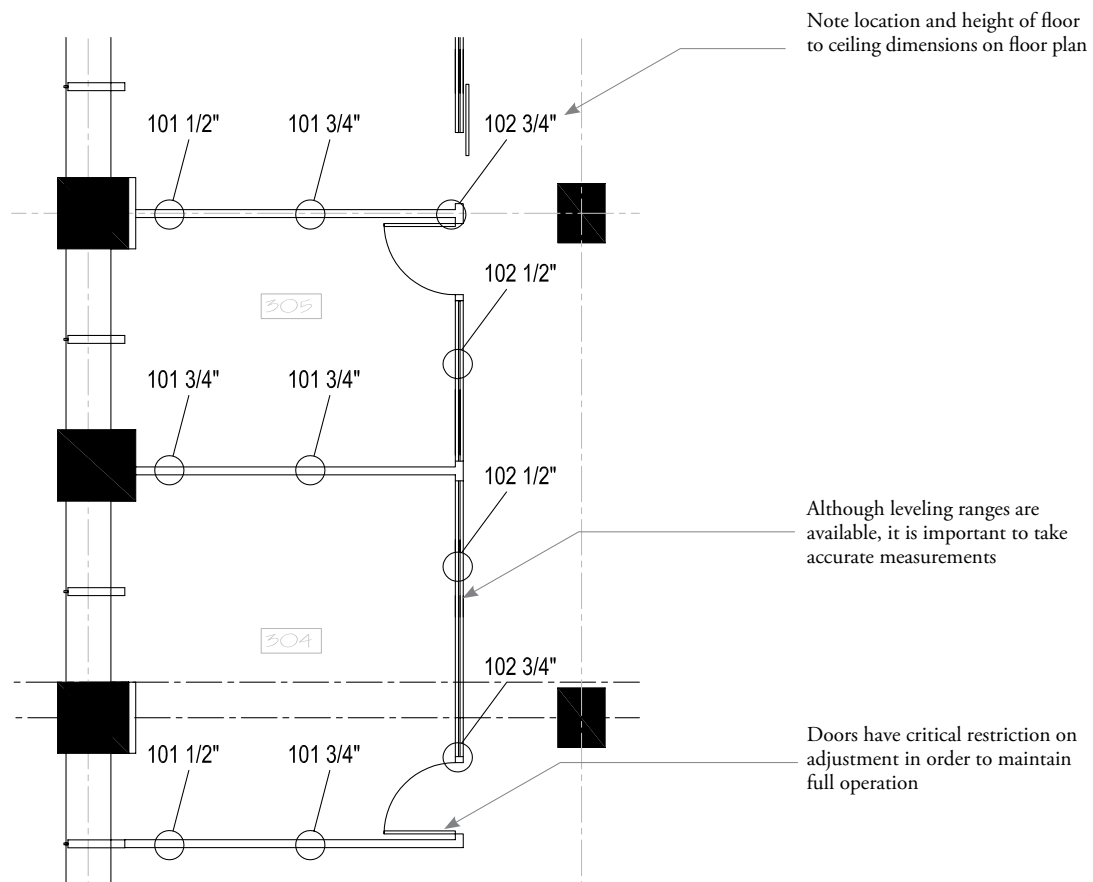 Note location and height of floor
to ceiling dimensions on floor plan
101 1/2" 101 3/4" 102 3/4"
102 1/2"
305
101 3/4" 101 3/4"
102 1/2"
Although leveling ranges are
available, it is important to take
accurate measurements
304
102 3/4"
Doors have critical restriction on
adjustment in order to maintain
full operation
101 1/2" 101 3/4"